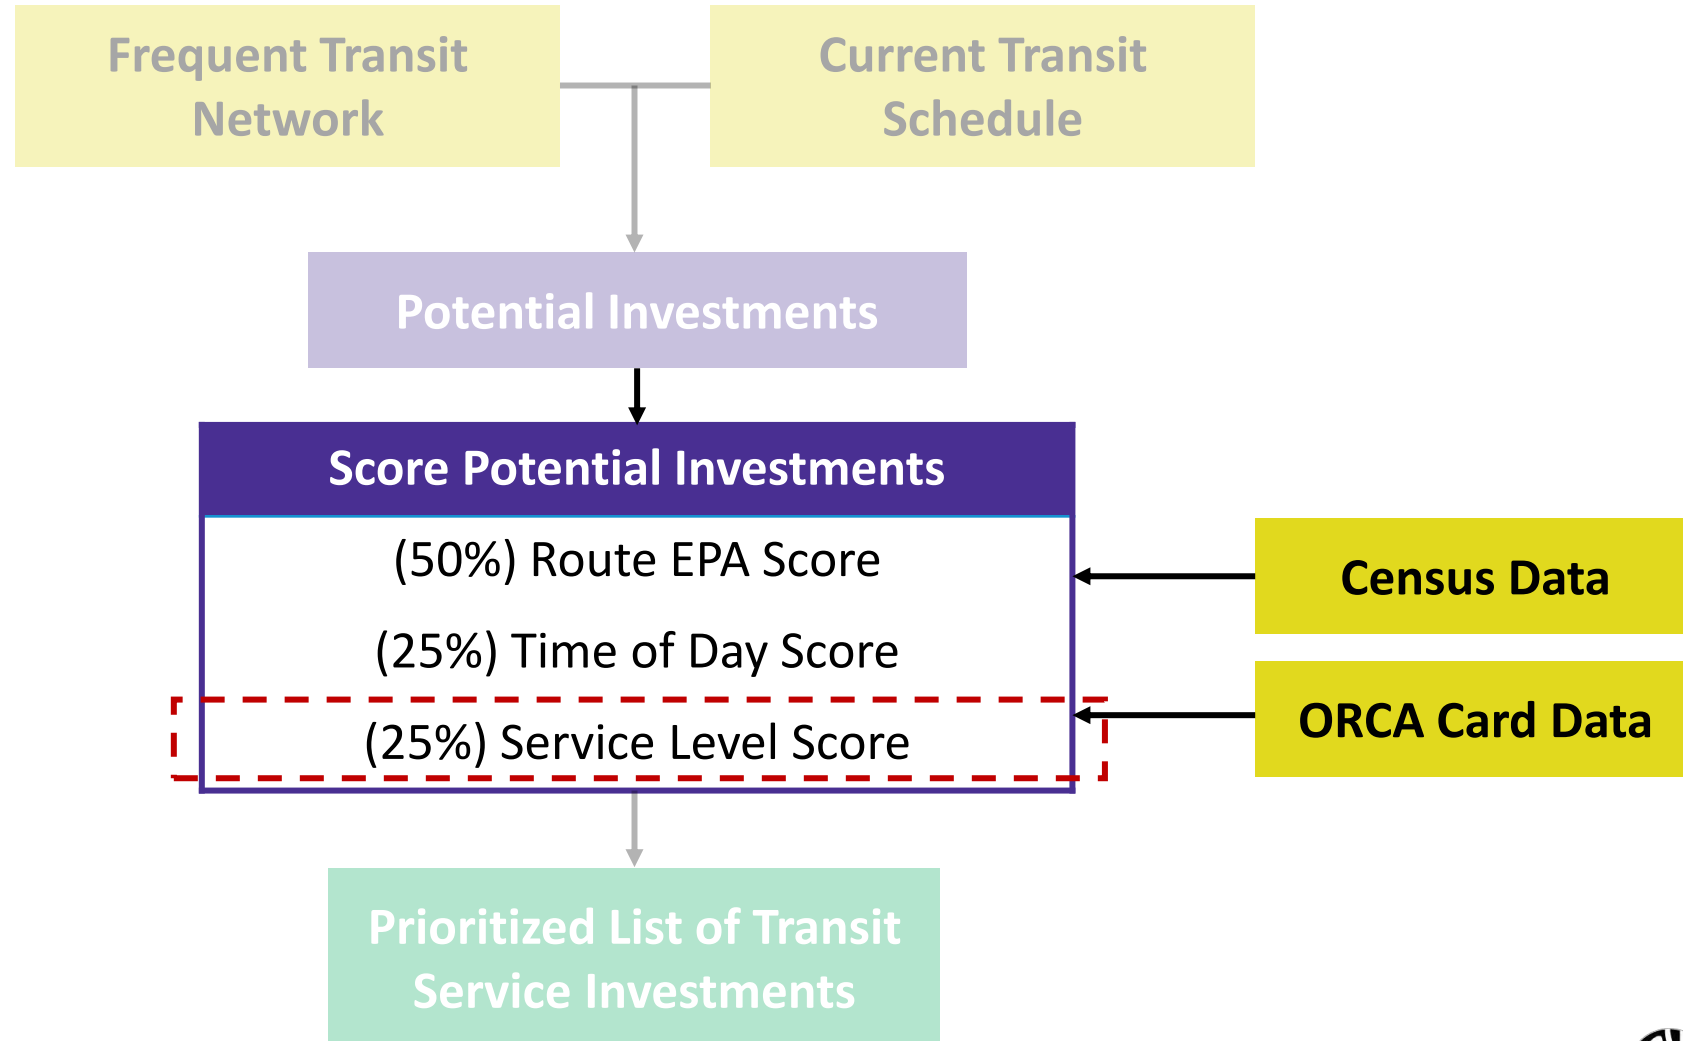 Frequent Transit
Network
Current Transit
Schedule
Potential Investments
Score Potential Investments
(50%) Route EPA Score
(25%) Time of Day Score
(25%) Service Level Score
Census Data
ORCA Card Data
Prioritized List of Transit
Service Investments